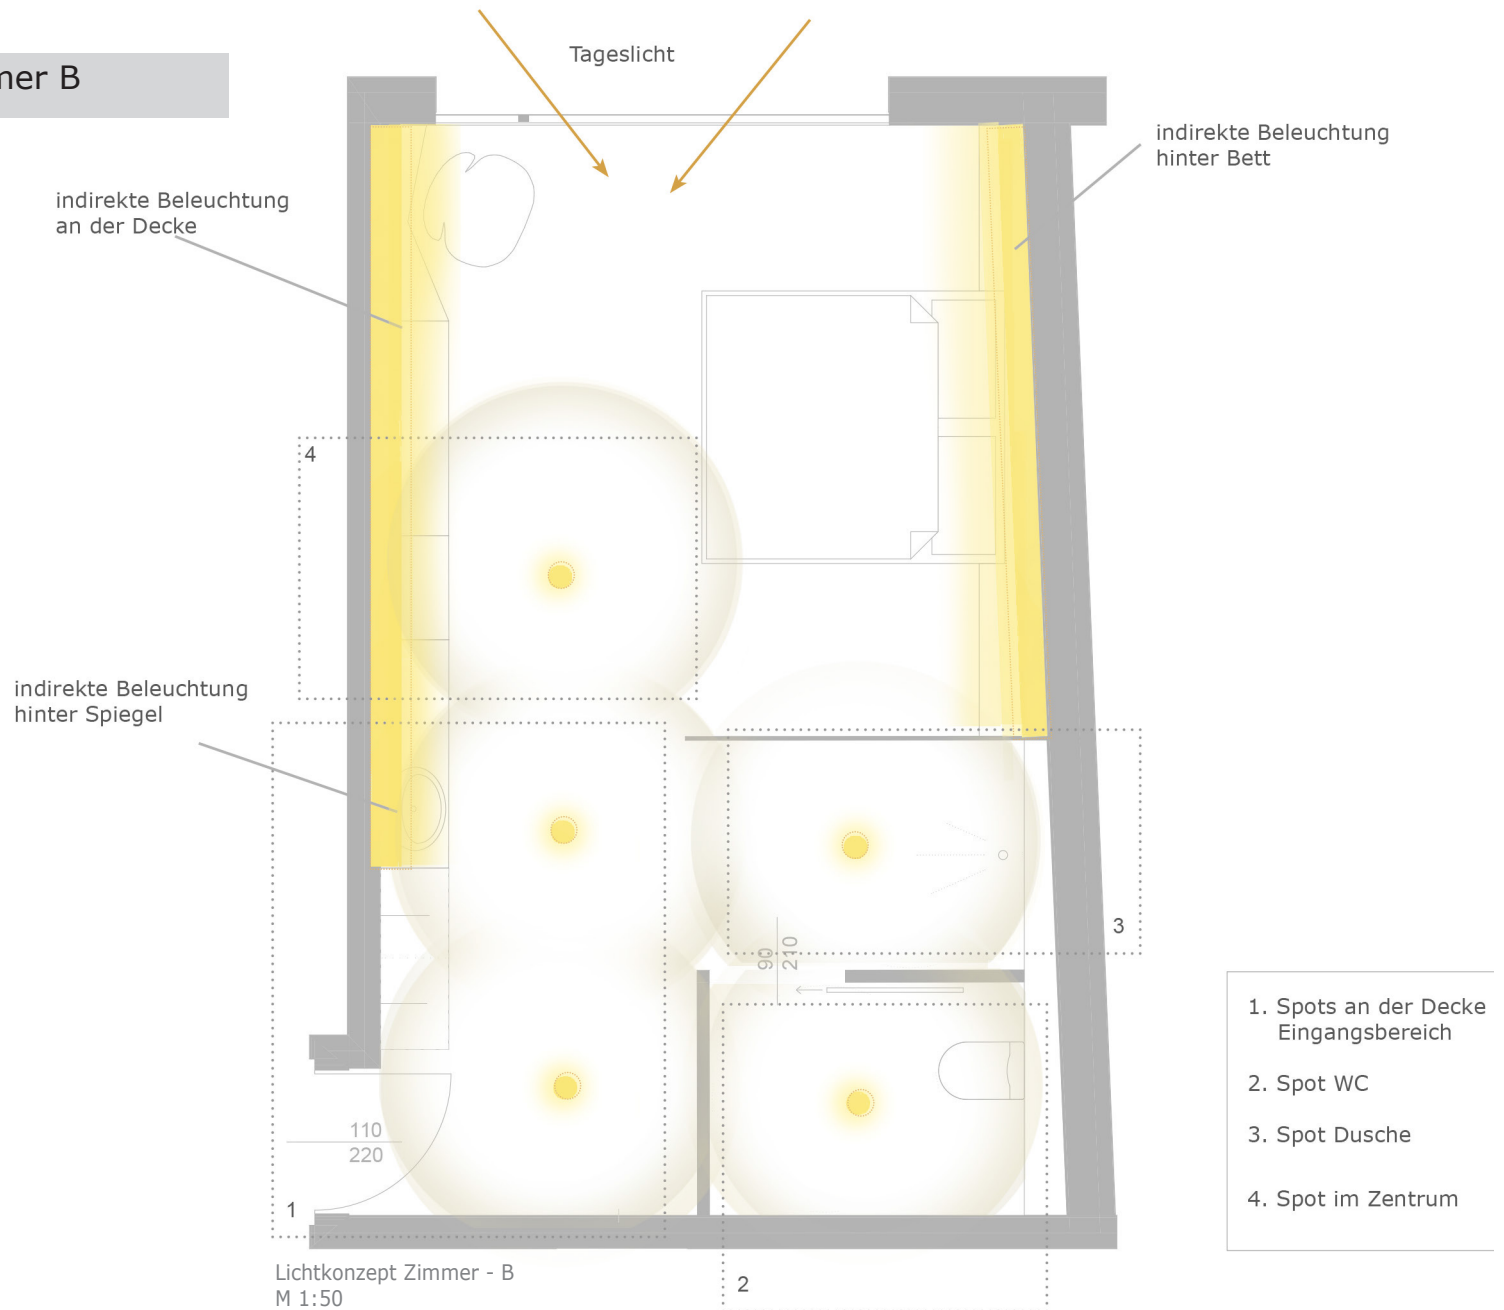 mer B
Tageslicht
indirekte Beleuchtung
hinter Bett
indirekte Beleuchtung
an der Decke
4
indirekte Beleuchtung
hinter Spiegel
3
90
210
1. Spots an der Decke
Eingangsbereich
2. Spot WC
3. Spot Dusche
4. Spot im Zentrum
110
220
1
2
Lichtkonzept Zimmer - B
M 1:50